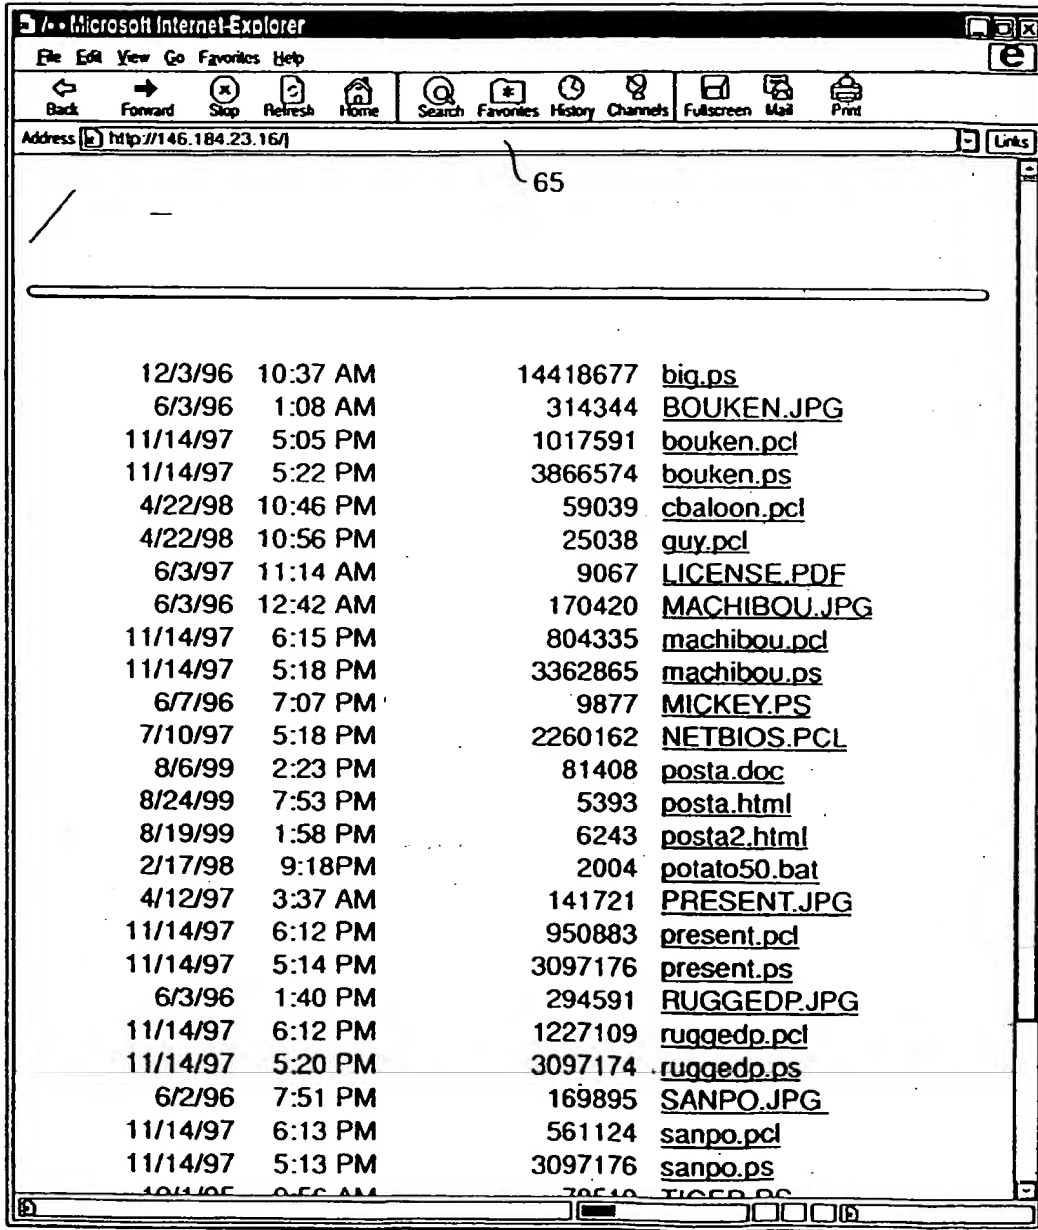 /-- Microsoft Internet-Explorer
File Edit View Go Favorites Help
Back Forward Stop Refresh Home Search Favorites History Channels Fullscreen Mail Print
Address http://146.184.23.16/ Links
65
/ –
12/3/96 10:37 AM 14418677 big.ps
6/3/96 1:08 AM 314344 BOUKEN.JPG
11/14/97 5:05 PM 1017591 bouken.pcl
11/14/97 5:22 PM 3866574 bouken.ps
4/22/98 10:46 PM 59039 cbaloon.pcl
4/22/98 10:56 PM 25038 guy.pcl
6/3/97 11:14 AM 9067 LICENSE.PDF
6/3/96 12:42 AM 170420 MACHIBOU.JPG
11/14/97 6:15 PM 804335 machibou.pcl
11/14/97 5:18 PM 3362865 machibou.ps
6/7/96 7:07 PM 9877 MICKEY.PS
7/10/97 5:18 PM 2260162 NETBIOS.PCL
8/6/99 2:23 PM 81408 posta.doc
8/24/99 7:53 PM 5393 posta.html
8/19/99 1:58 PM 6243 posta2.html
2/17/98 9:18PM 2004 potato50.bat
4/12/97 3:37 AM 141721 PRESENT.JPG
11/14/97 6:12 PM 950883 present.pcl
11/14/97 5:14 PM 3097176 present.ps
6/3/96 1:40 PM 294591 RUGGEDP.JPG
11/14/97 6:12 PM 1227109 ruggedp.pcl
11/14/97 5:20 PM 3097174 ruggedp.ps
6/2/96 7:51 PM 169895 SANPO.JPG
11/14/97 6:13 PM 561124 sanpo.pcl
11/14/97 5:13 PM 3097176 sanpo.ps